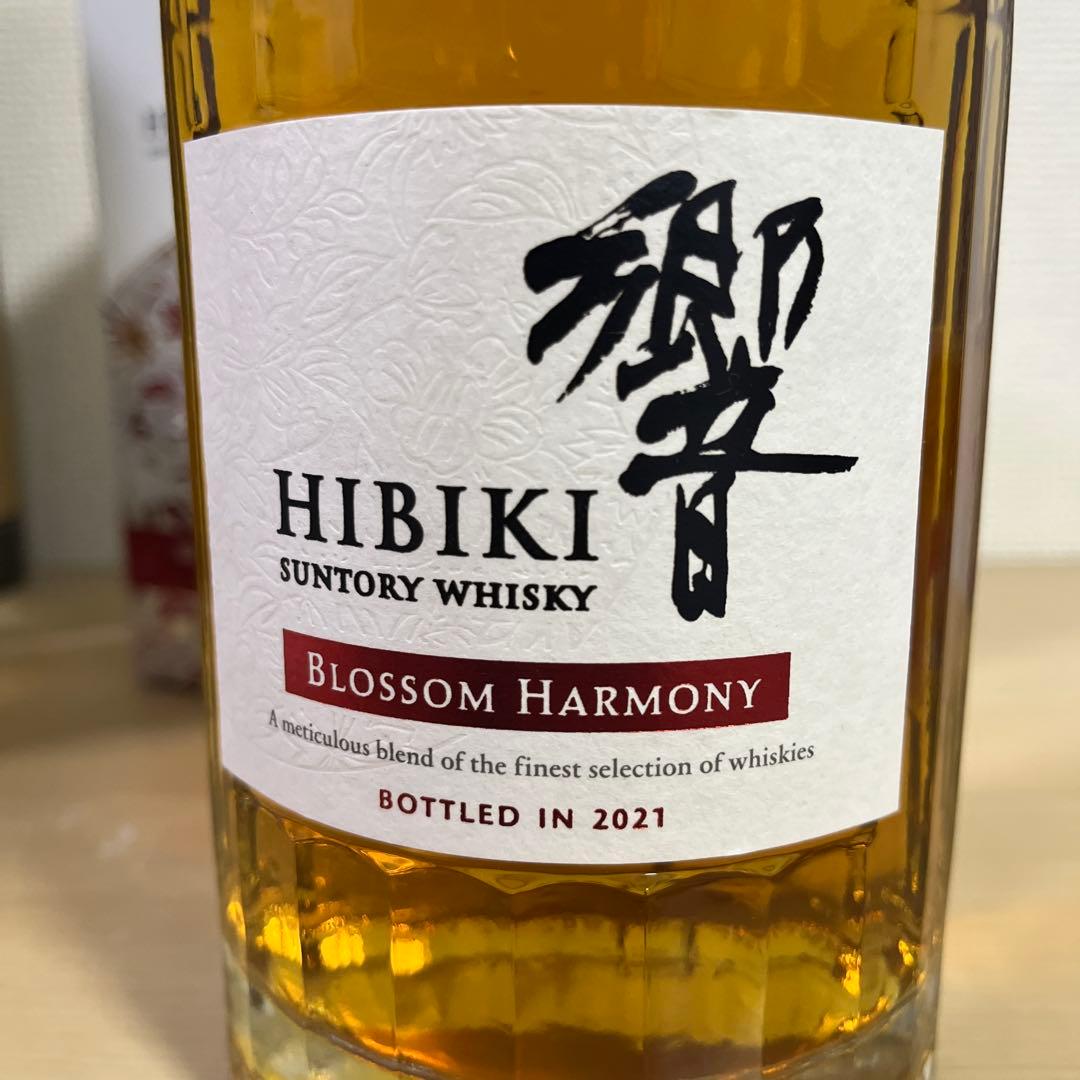 響
HIBIKI
SUNTORY WHISKY
BLOSSOM HARMONY
A meticulous blend of the finest selection of whiskies
BOTTLED IN 2021